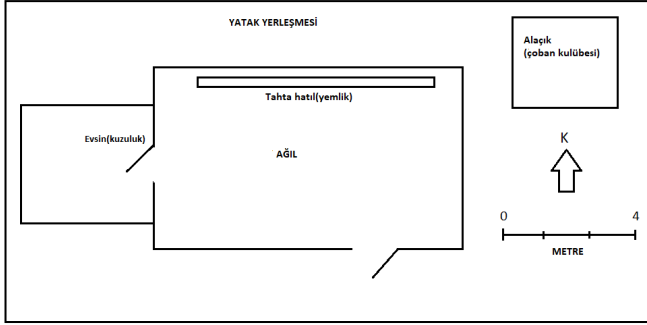 YATAK YERLEŞMESİ
Alaçık
(çoban kulübesi)
Tahta hatıl(yemlik)
Evsin(kuzuluk)
AĞIL
K
0 4
METRE